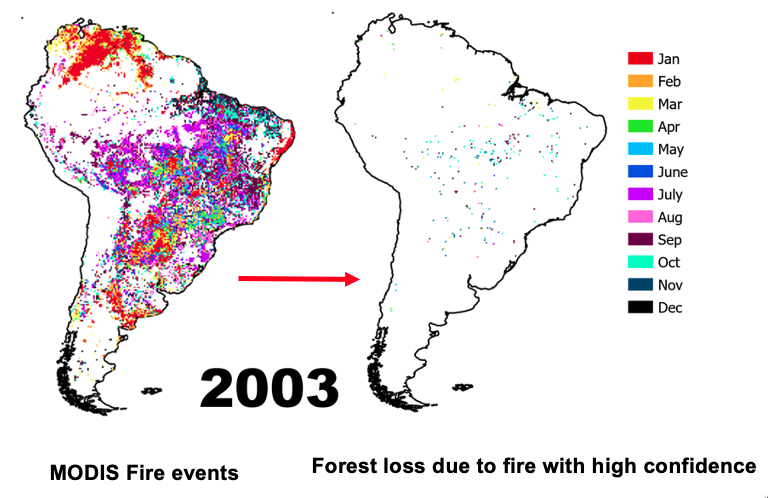 Jan
Feb
Mar
Apr
May
June
July
Aug
Sep
Oct
Nov
Dec
2003
MODIS Fire events
Forest loss due to fire with high confidence